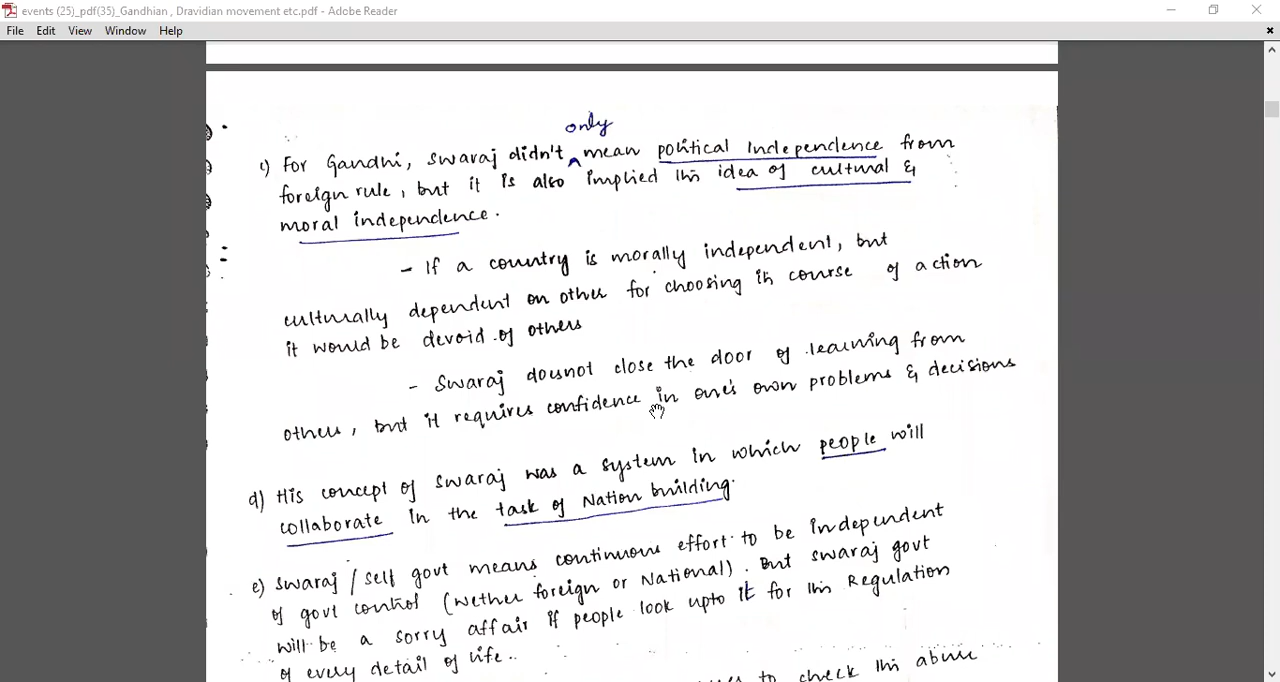 events (25)_pdf(35)_Gandhian , Dravidian movement etc.pdf - Adobe Reader
File Edit View Window Help
only
c) For Gandhi, swaraj didn't ^ mean political Independence from
foreign rule, but it is also implied this idea of cultural &
moral independence.
- If a country is morally independent, but
culturally dependent on other for choosing its course of action
it would be devoid of others
- Swaraj doesnot close the door of learning from
others, but it requires confidence in one's own problems & decisions
d) His concept of swaraj was a system in which people will
collaborate in the task of Nation building.
e) Swaraj / self govt means continuous effort to be independent
of govt control (wether foreign or National). But swaraj govt
will be a sorry affair if people look upto it for this Regulation
of every detail of life.
to check this abuse